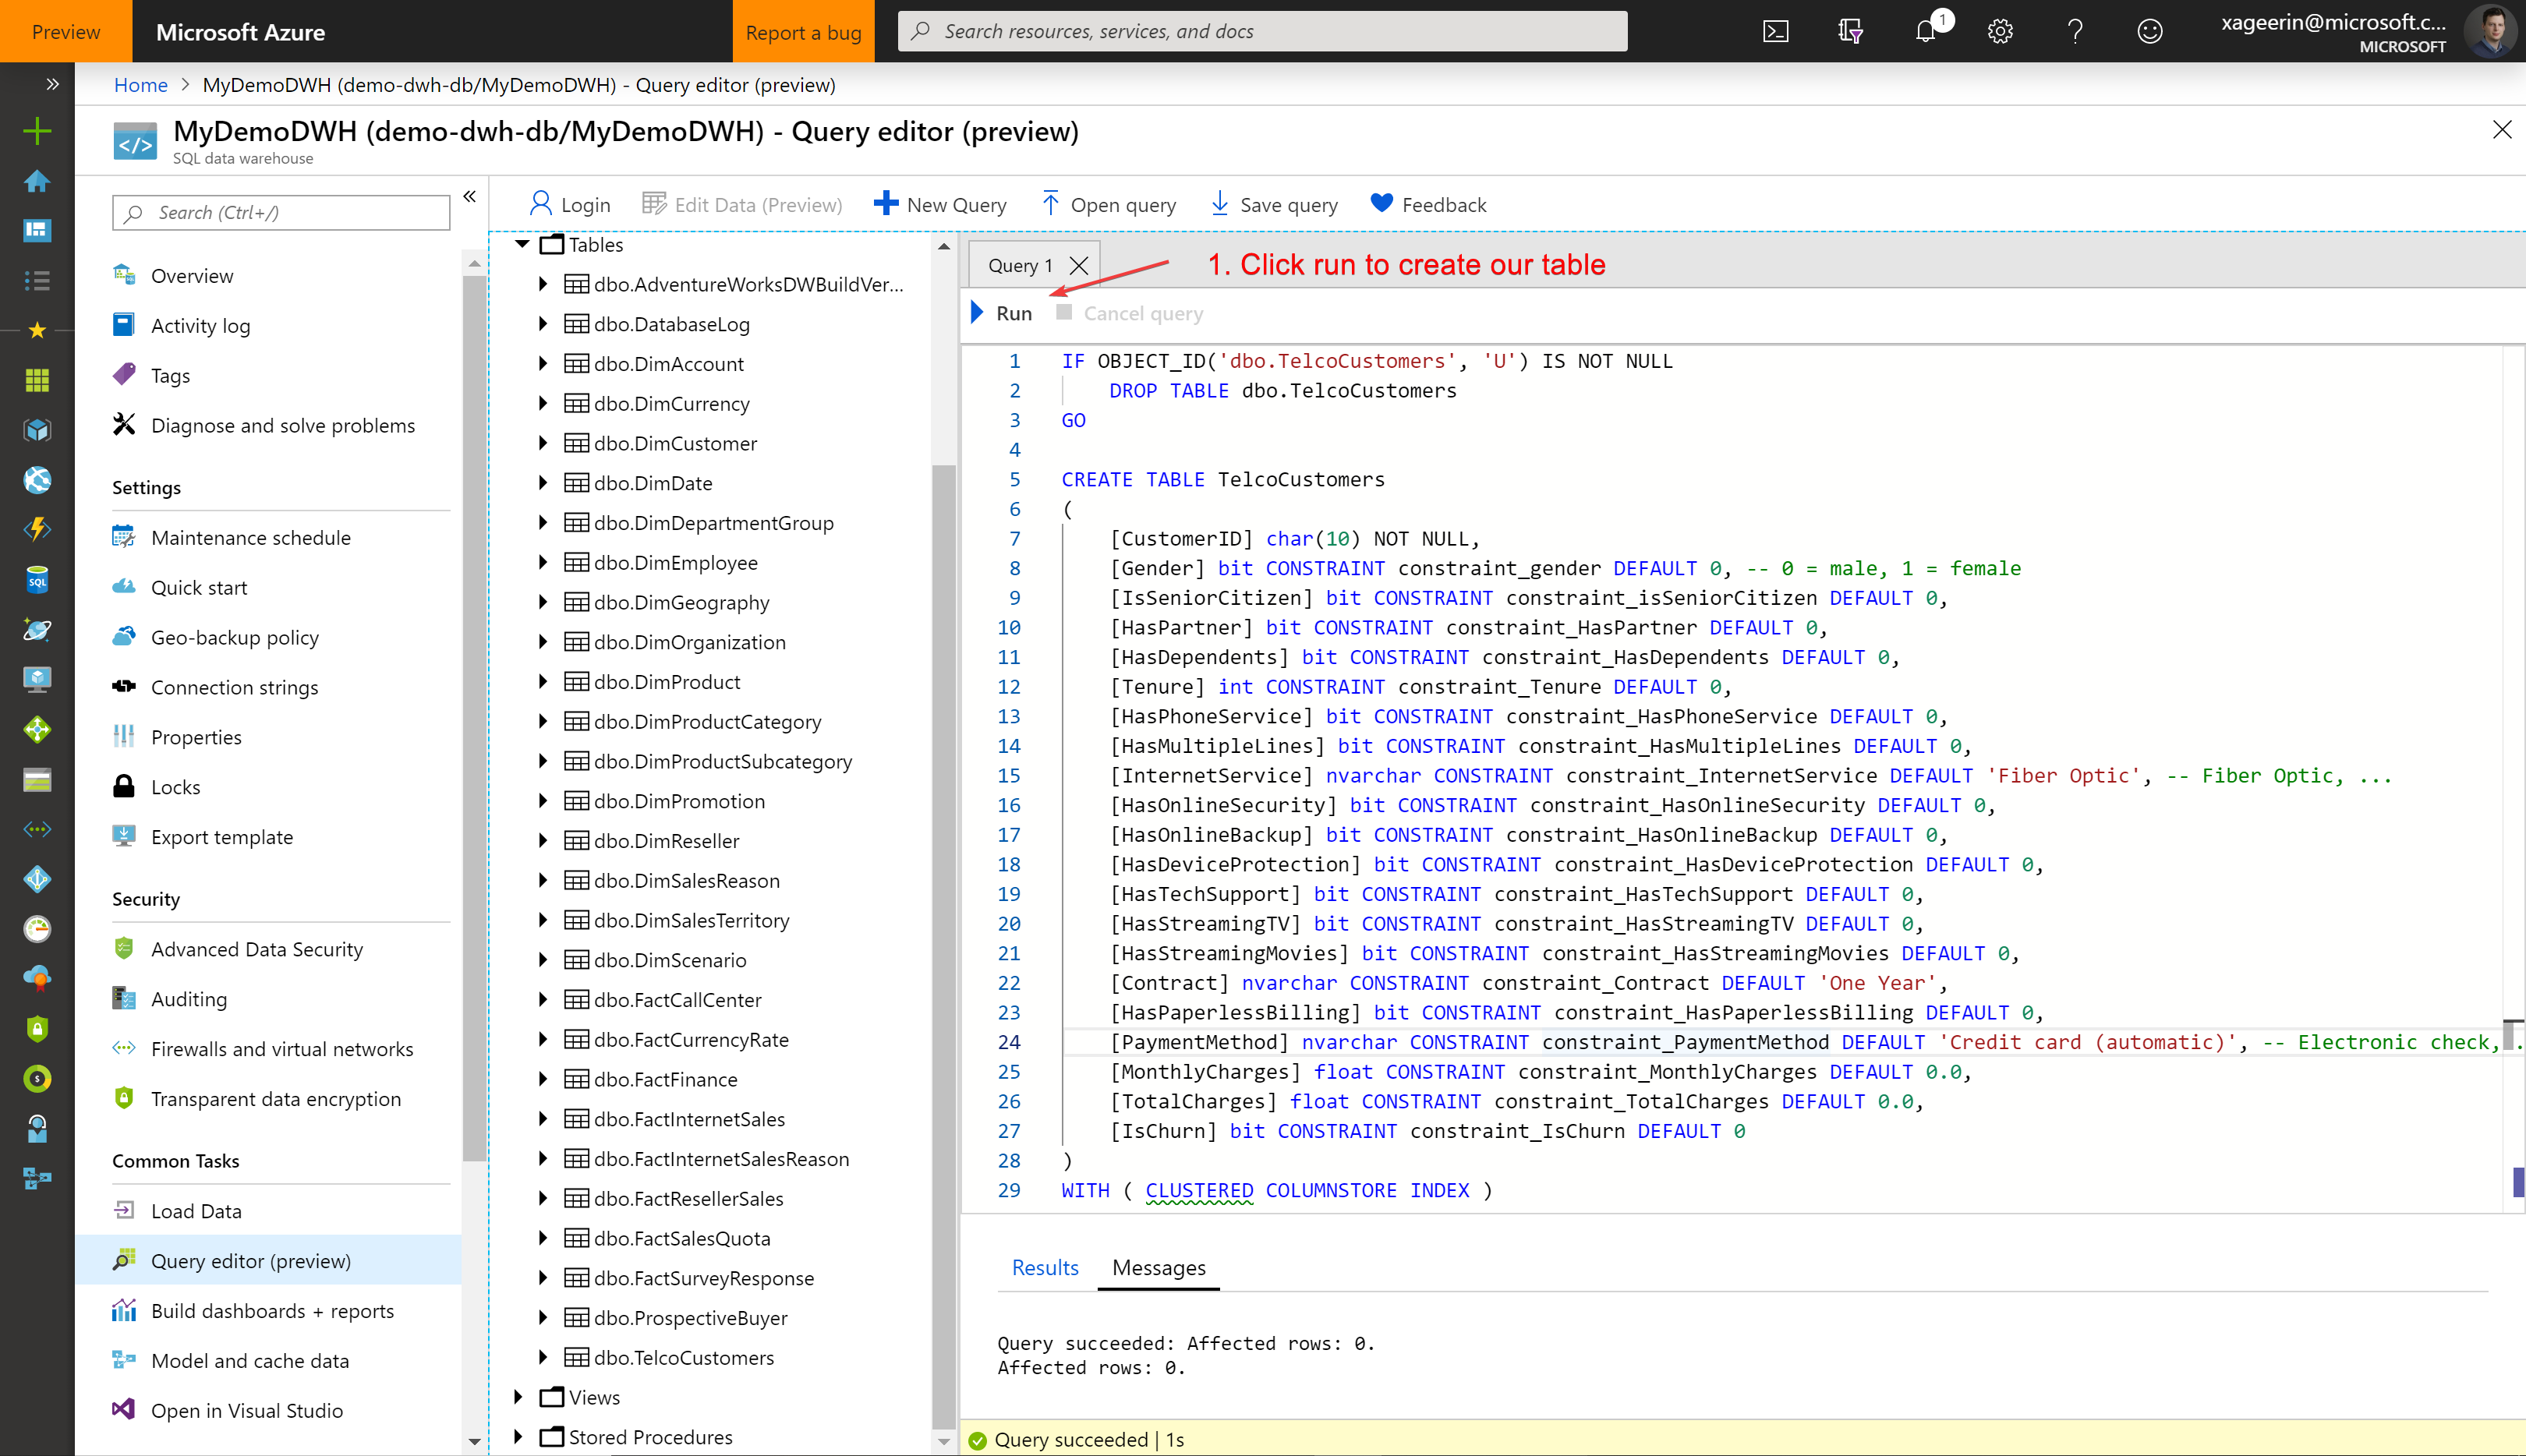 Preview
Microsoft Azure
Report a bug
Search resources, services, and docs
1
xageerin@microsoft.c...
MICROSOFT
Home > MyDemoDWH (demo-dwh-db/MyDemoDWH) - Query editor (preview)
MyDemoDWH (demo-dwh-db/MyDemoDWH) - Query editor (preview)
SQL data warehouse
Search (Ctrl+/)
Overview
Activity log
Tags
Diagnose and solve problems
Settings
Maintenance schedule
Quick start
Geo-backup policy
Connection strings
Properties
Locks
Export template
Security
Advanced Data Security
Auditing
Firewalls and virtual networks
Transparent data encryption
Common Tasks
Load Data
Query editor (preview)
Build dashboards + reports
Model and cache data
Open in Visual Studio
Login
Edit Data (Preview)
New Query
Open query
Save query
Feedback
Tables
dbo.AdventureWorksDWBuildVer...
dbo.DatabaseLog
dbo.DimAccount
dbo.DimCurrency
dbo.DimCustomer
dbo.DimDate
dbo.DimDepartmentGroup
dbo.DimEmployee
dbo.DimGeography
dbo.DimOrganization
dbo.DimProduct
dbo.DimProductCategory
dbo.DimProductSubcategory
dbo.DimPromotion
dbo.DimReseller
dbo.DimSalesReason
dbo.DimSalesTerritory
dbo.DimScenario
dbo.FactCallCenter
dbo.FactCurrencyRate
dbo.FactFinance
dbo.FactInternetSales
dbo.FactInternetSalesReason
dbo.FactResellerSales
dbo.FactSalesQuota
dbo.FactSurveyResponse
dbo.ProspectiveBuyer
dbo.TelcoCustomers
Views
Stored Procedures
Query 1
1. Click run to create our table
Run
Cancel query
1 IF OBJECT_ID('dbo.TelcoCustomers', 'U') IS NOT NULL
2 DROP TABLE dbo.TelcoCustomers
3 GO
4
5 CREATE TABLE TelcoCustomers
6 (
7 [CustomerID] char(10) NOT NULL,
8 [Gender] bit CONSTRAINT constraint_gender DEFAULT 0, -- 0 = male, 1 = female
9 [IsSeniorCitizen] bit CONSTRAINT constraint_isSeniorCitizen DEFAULT 0,
10 [HasPartner] bit CONSTRAINT constraint_HasPartner DEFAULT 0,
11 [HasDependents] bit CONSTRAINT constraint_HasDependents DEFAULT 0,
12 [Tenure] int CONSTRAINT constraint_Tenure DEFAULT 0,
13 [HasPhoneService] bit CONSTRAINT constraint_HasPhoneService DEFAULT 0,
14 [HasMultipleLines] bit CONSTRAINT constraint_HasMultipleLines DEFAULT 0,
15 [InternetService] nvarchar CONSTRAINT constraint_InternetService DEFAULT 'Fiber Optic', -- Fiber Optic, ...
16 [HasOnlineSecurity] bit CONSTRAINT constraint_HasOnlineSecurity DEFAULT 0,
17 [HasOnlineBackup] bit CONSTRAINT constraint_HasOnlineBackup DEFAULT 0,
18 [HasDeviceProtection] bit CONSTRAINT constraint_HasDeviceProtection DEFAULT 0,
19 [HasTechSupport] bit CONSTRAINT constraint_HasTechSupport DEFAULT 0,
20 [HasStreamingTV] bit CONSTRAINT constraint_HasStreamingTV DEFAULT 0,
21 [HasStreamingMovies] bit CONSTRAINT constraint_HasStreamingMovies DEFAULT 0,
22 [Contract] nvarchar CONSTRAINT constraint_Contract DEFAULT 'One Year',
23 [HasPaperlessBilling] bit CONSTRAINT constraint_HasPaperlessBilling DEFAULT 0,
24 [PaymentMethod] nvarchar CONSTRAINT constraint_PaymentMethod DEFAULT 'Credit card (automatic)', -- Electronic check, .
25 [MonthlyCharges] float CONSTRAINT constraint_MonthlyCharges DEFAULT 0.0,
26 [TotalCharges] float CONSTRAINT constraint_TotalCharges DEFAULT 0.0,
27 [IsChurn] bit CONSTRAINT constraint_IsChurn DEFAULT 0
28 )
29 WITH ( CLUSTERED COLUMNSTORE INDEX )
Results
Messages
Query succeeded: Affected rows: 0.
Affected rows: 0.
Query succeeded | 1s